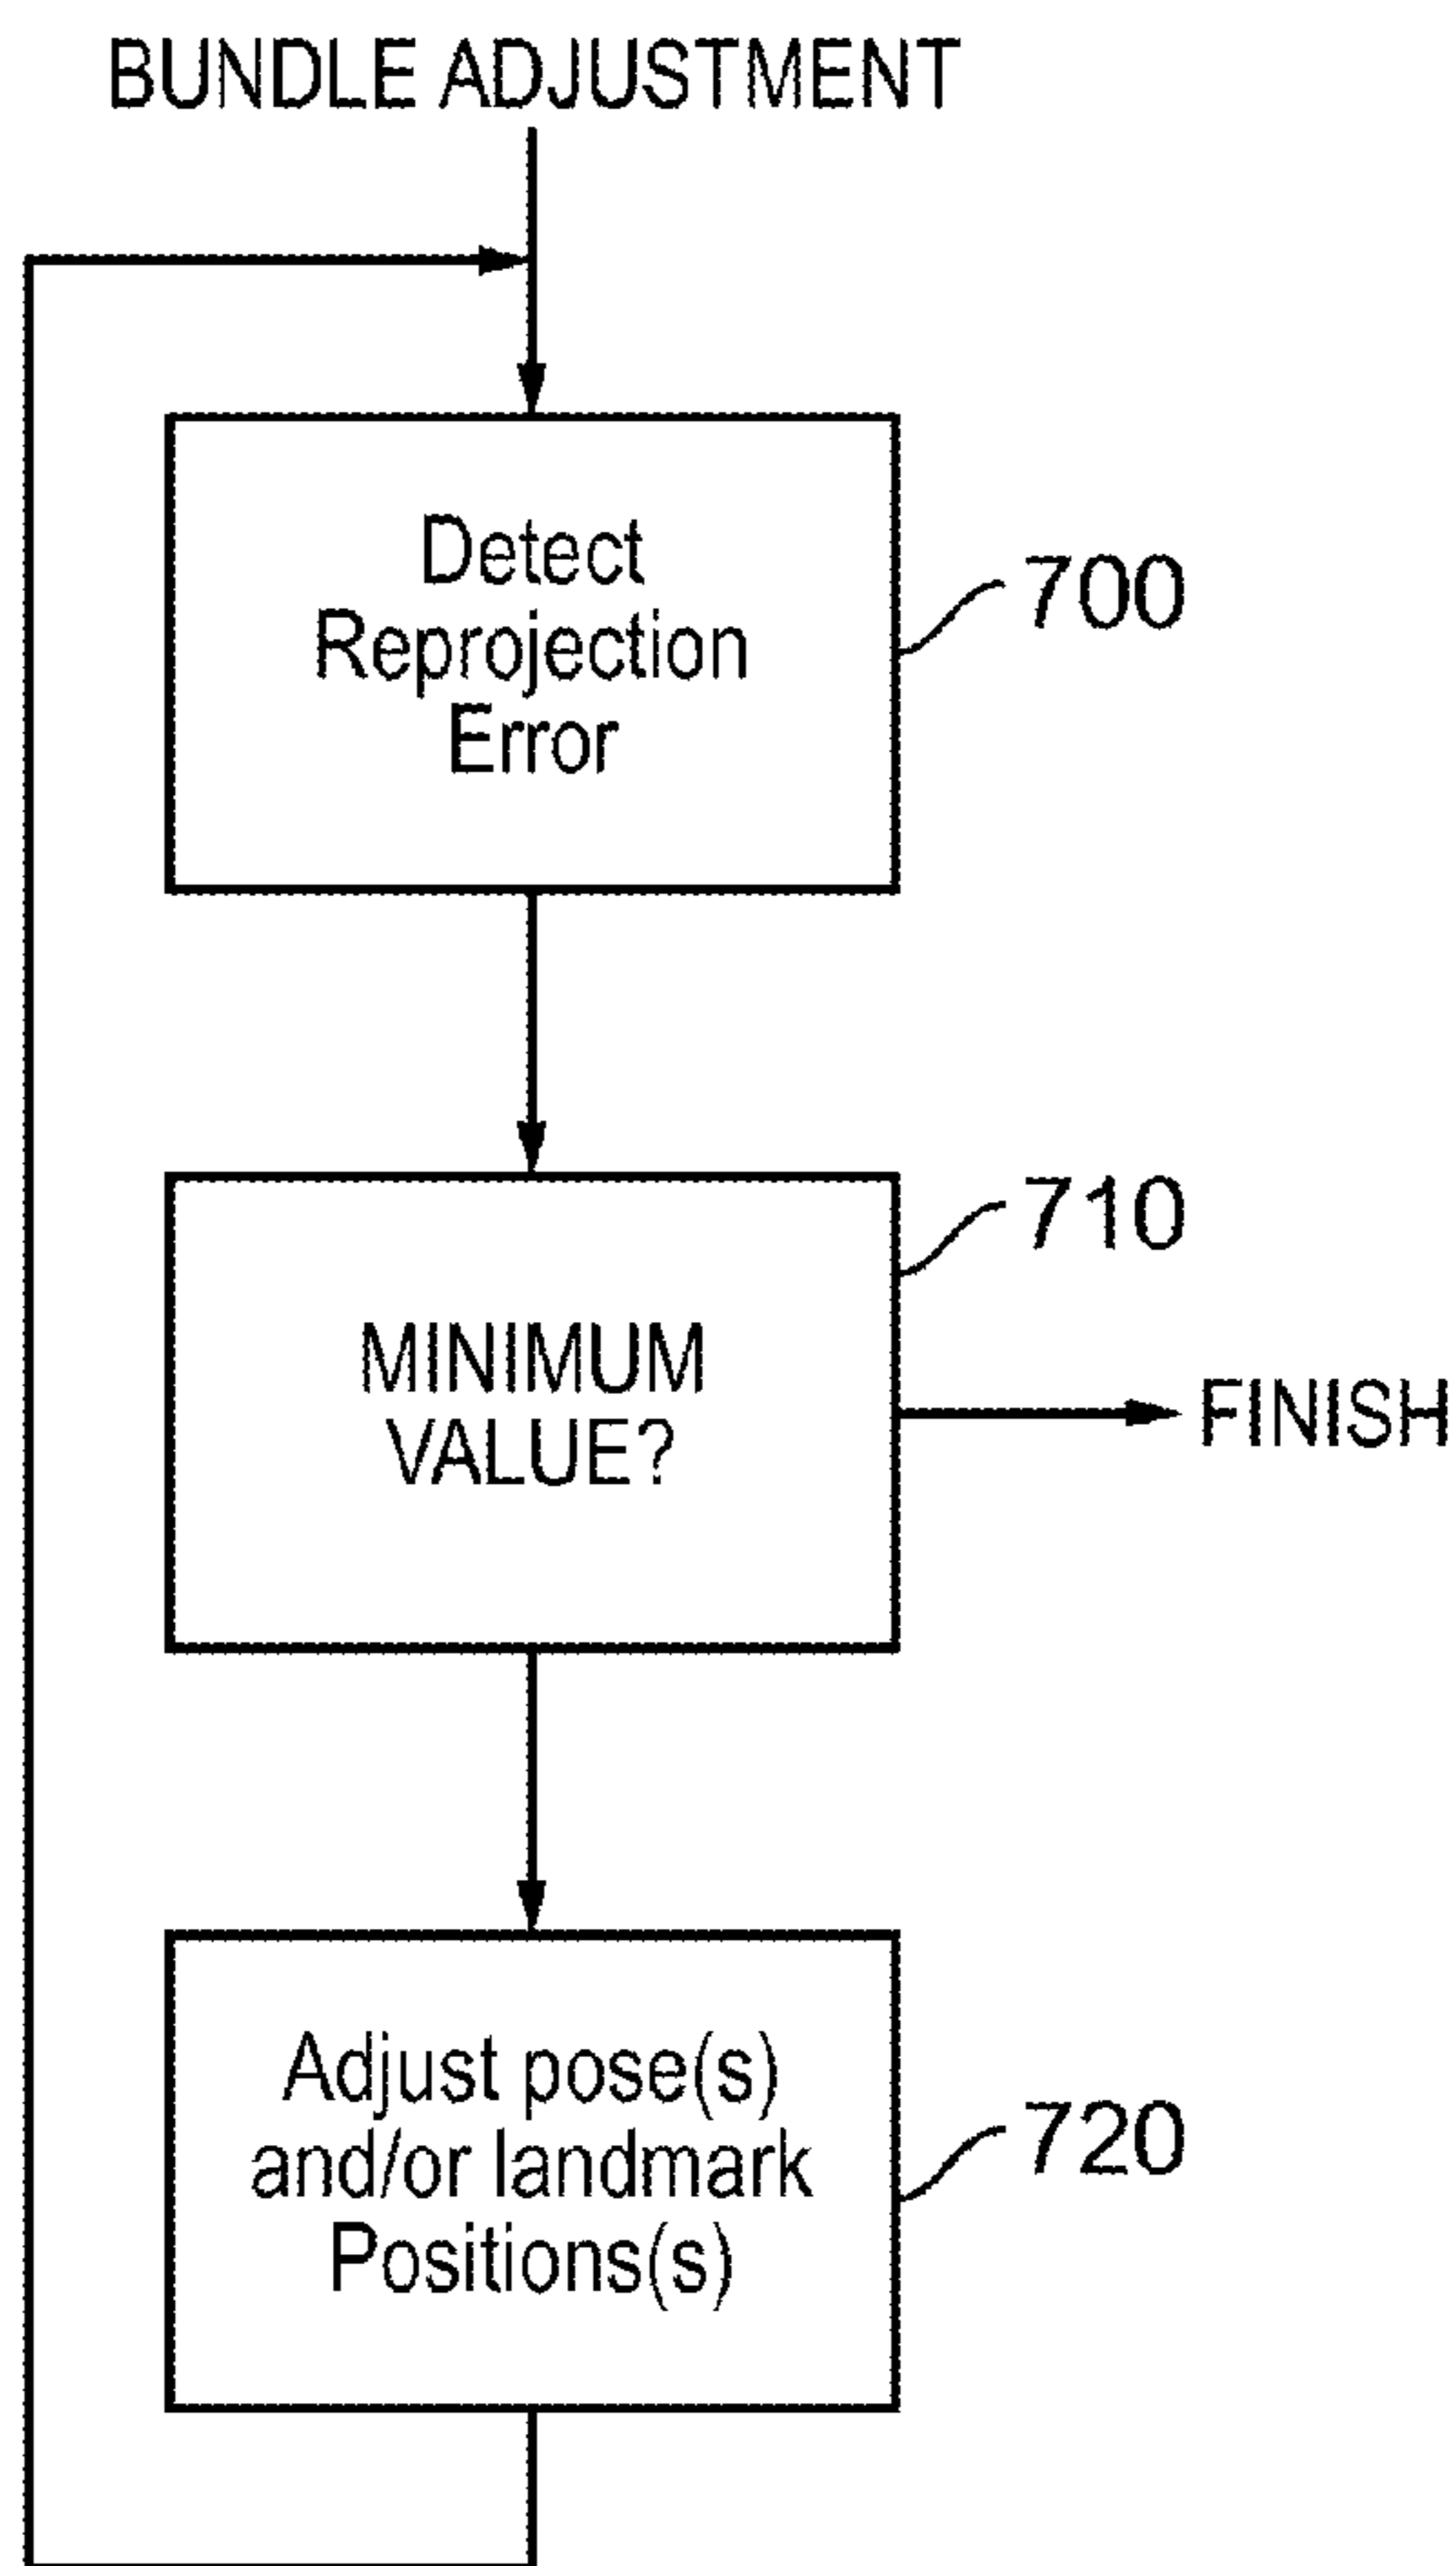 BUNDLE ADJUSTMENT
Detect
Reprojection
Error
700
MINIMUM
VALUE?
710
FINISH
Adjust pose(s)
and/or landmark
Positions(s)
720